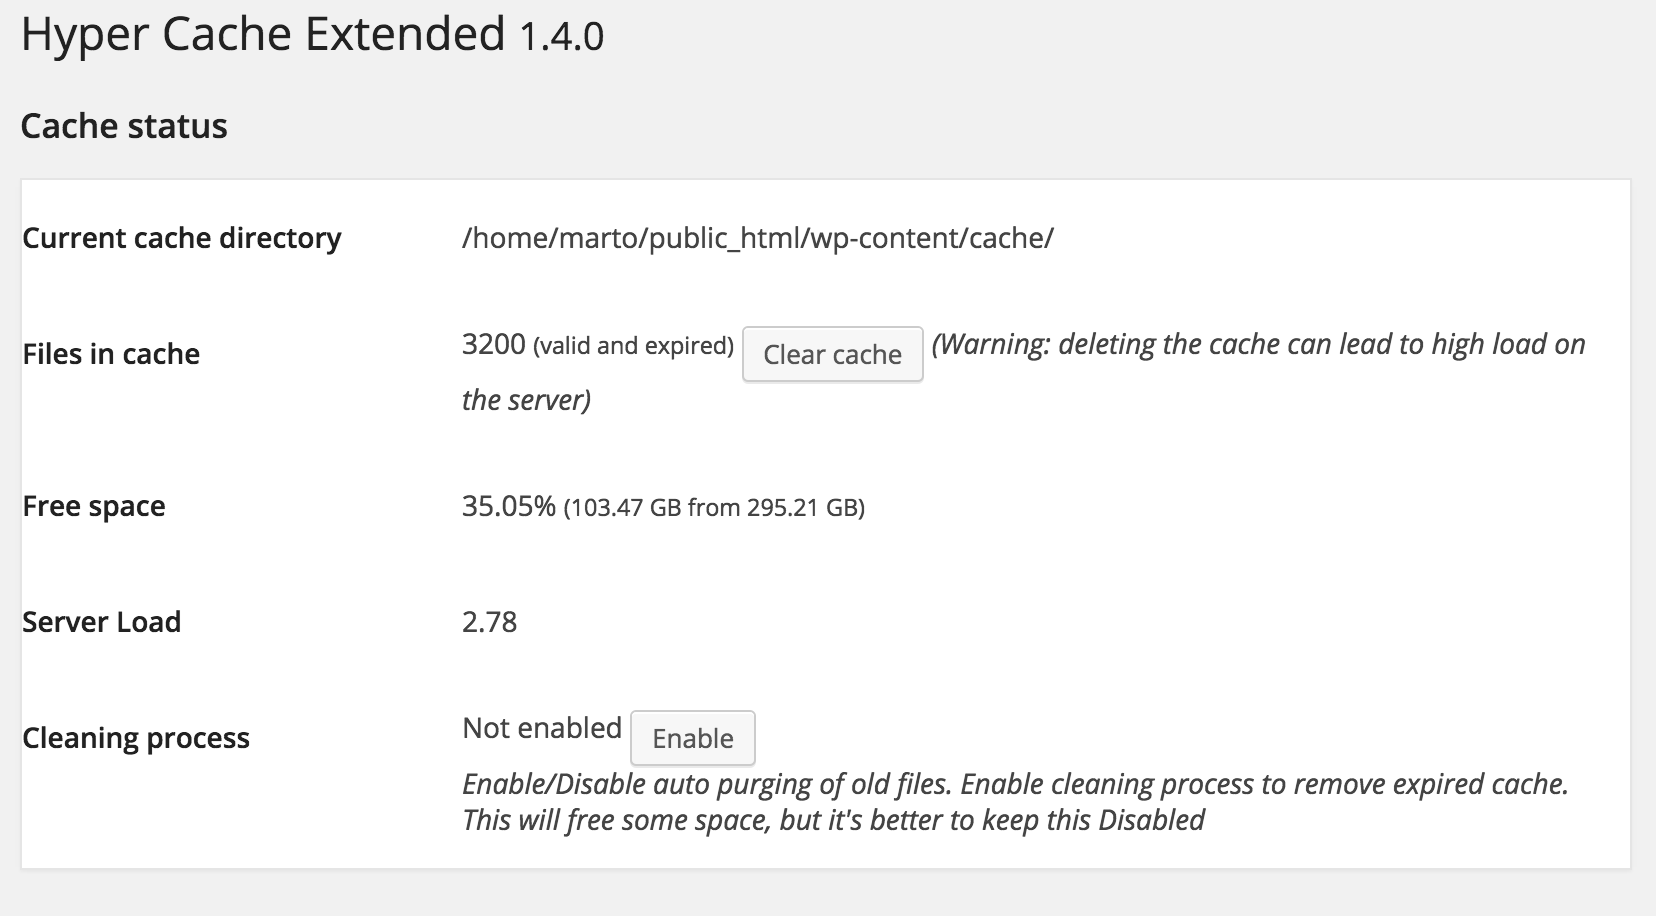 Hyper Cache Extended 1.4.0
Cache status
Current cache directory /home/marto/public_html/wp-content/cache/
Files in cache 3200 (valid and expired) Clear cache (Warning: deleting the cache can lead to high load on
the server)
Free space 35.05% (103.47 GB from 295.21 GB)
Server Load 2.78
Cleaning process Not enabled Enable
Enable/Disable auto purging of old files. Enable cleaning process to remove expired cache.
This will free some space, but it's better to keep this Disabled